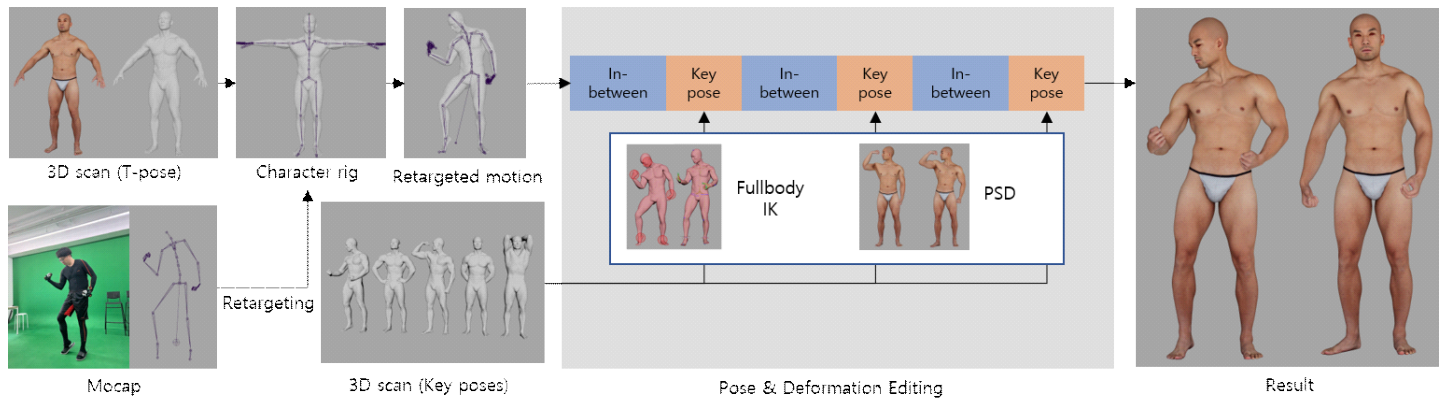 In-
between
Key
pose
In-
between
Key
pose
In-
between
Key
pose
3D scan (T-pose)
Character rig
Retargeted motion
Fullbody
IK
PSD
Retargeting
Mocap
3D scan (Key poses)
Pose & Deformation Editing
Result